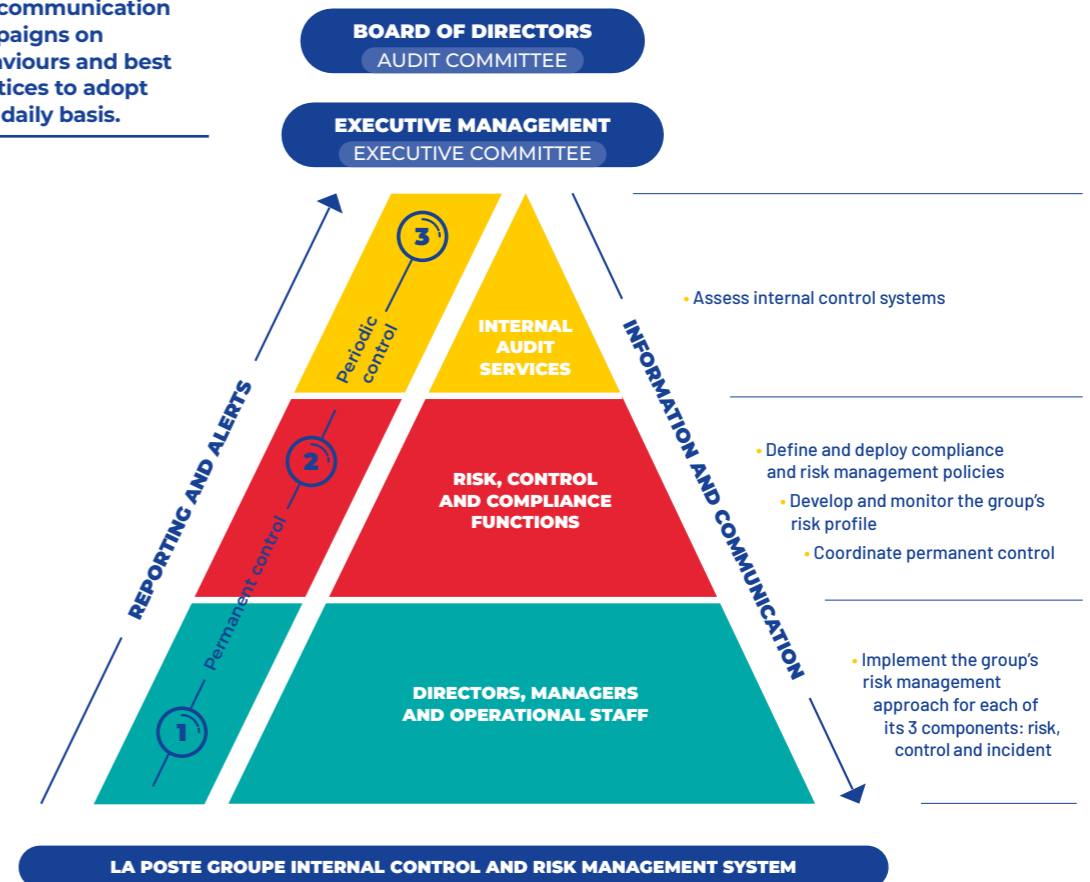 communication
on
and best
to adopt
daily basis.
BOARD OF DIRECTORS
AUDIT COMMITTEE
EXECUTIVE MANAGEMENT
EXECUTIVE COMMITTEE
REPORTING AND ALERTS
3
Periodic
control
2
Permanent control
1
INTERNAL
AUDIT
SERVICES
RISK, CONTROL
AND COMPLIANCE
FUNCTIONS
DIRECTORS, MANAGERS
AND OPERATIONAL STAFF
INFORMATION AND COMMUNICATION
• Assess internal control systems
• Define and deploy compliance
and risk management policies
• Develop and monitor the group’s
risk profile
• Coordinate permanent control
• Implement the group’s
risk management
approach for each of
its 3 components: risk,
control and incident
LA POSTE GROUPE INTERNAL CONTROL AND RISK MANAGEMENT SYSTEM